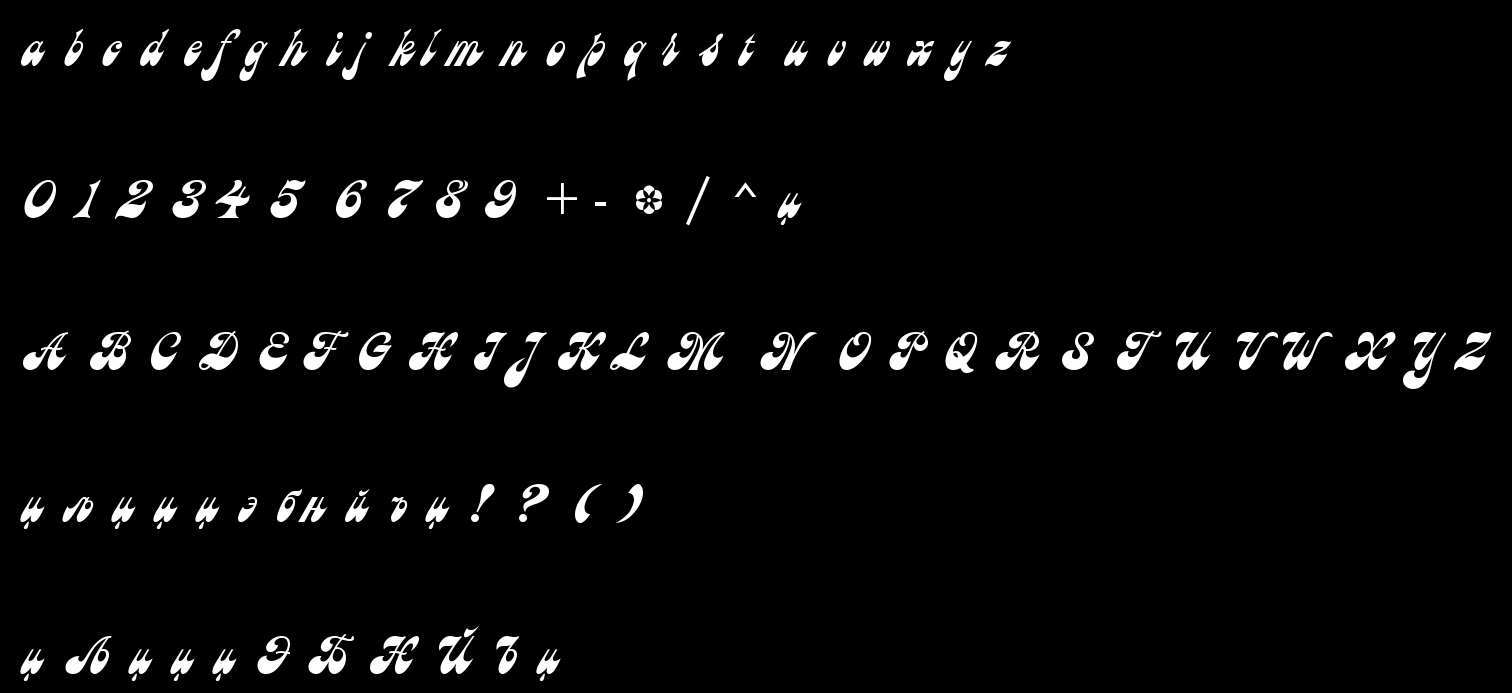 a b c d e f g h i j k l m n o p q r s t u v w x y z
0 1 2 3 4 5 6 7 8 9 + - * / ^ џ
A B C D E F G H I J K L M N O P Q R S T U V W X Y Z
џ љ џ џ џ э б н й ъ џ ! ? ( )
џ Љ џ џ џ Э Б Н Й Ъ џ